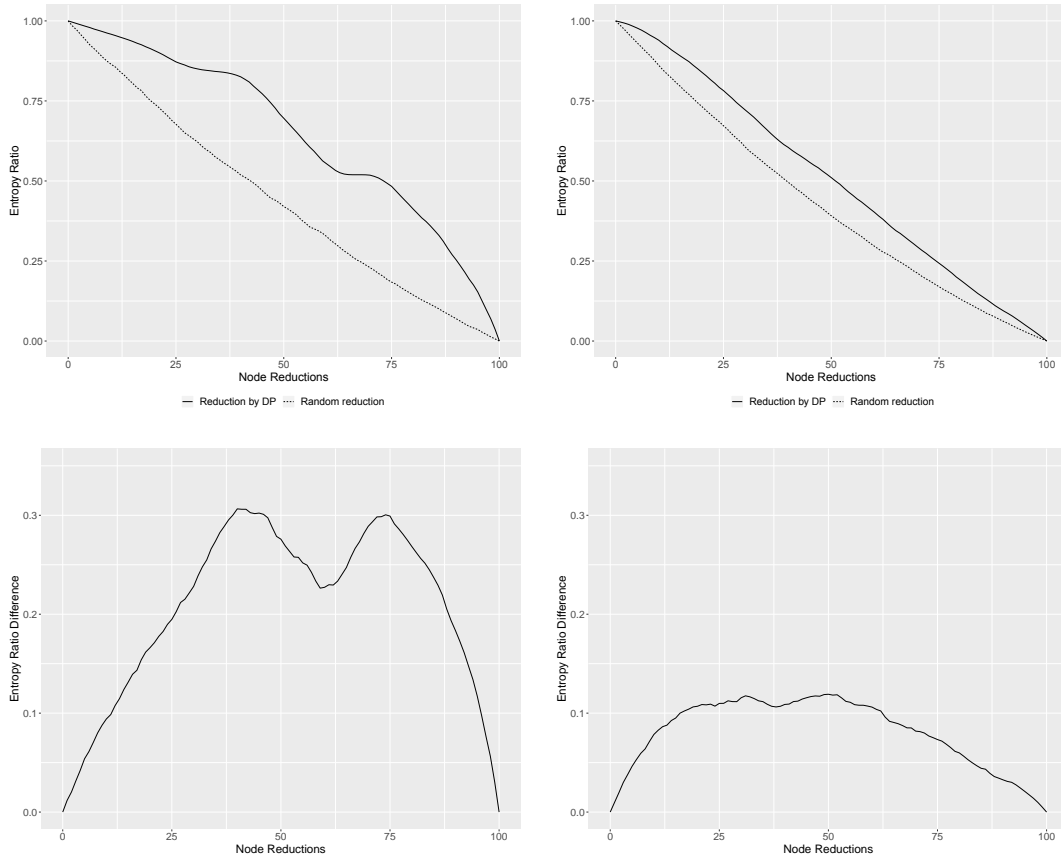 1.00
0.75
0.50
0.25
0.00
Entropy Ratio
0 25 50 75 100
Node Reductions
Reduction by DP Random reduction
1.00
0.75
0.50
0.25
0.00
Entropy Ratio
0 25 50 75 100
Node Reductions
Reduction by DP Random reduction
0.3
0.2
0.1
0.0
Entropy Ratio Difference
0 25 50 75 100
Node Reductions
0.3
0.2
0.1
0.0
Entropy Ratio Difference
0 25 50 75 100
Node Reductions